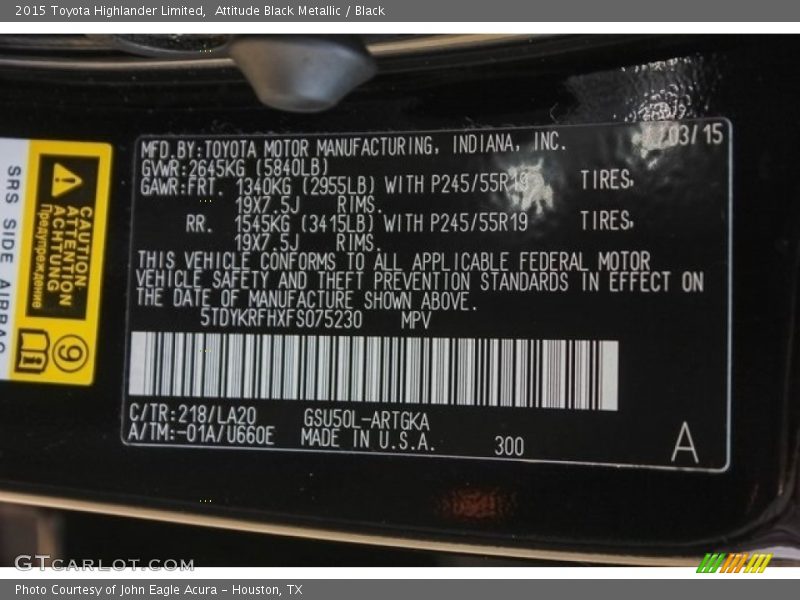 2015 Toyota Highlander Limited, Attitude Black Metallic / Black
MFD.BY:TOYOTA MOTOR MANUFACTURING, INDIANA, INC. 03/15
GVWR:2645KG (5840LB)
GAWR:FRT. 1340KG (2955LB) WITH P245/55R19 TIRES,
19X7.5J RIMS.
RR. 1545KG (3415LB) WITH P245/55R19 TIRES,
19X7.5J RIMS.
THIS VEHICLE CONFORMS TO ALL APPLICABLE FEDERAL MOTOR
VEHICLE SAFETY AND THEFT PREVENTION STANDARDS IN EFFECT ON
THE DATE OF MANUFACTURE SHOWN ABOVE.
5TDYKRFHXFS075230 MPV
C/TR:218/LA20 GSU50L-ARTGKA
A/TM:-01A/U660E MADE IN U.S.A. 300 A
SRS SIDE AIRBAG
CAUTION
ATTENTION
ACHTUNG
Предупреждение
9
GTCARLOT.COM
Photo Courtesy of John Eagle Acura - Houston, TX